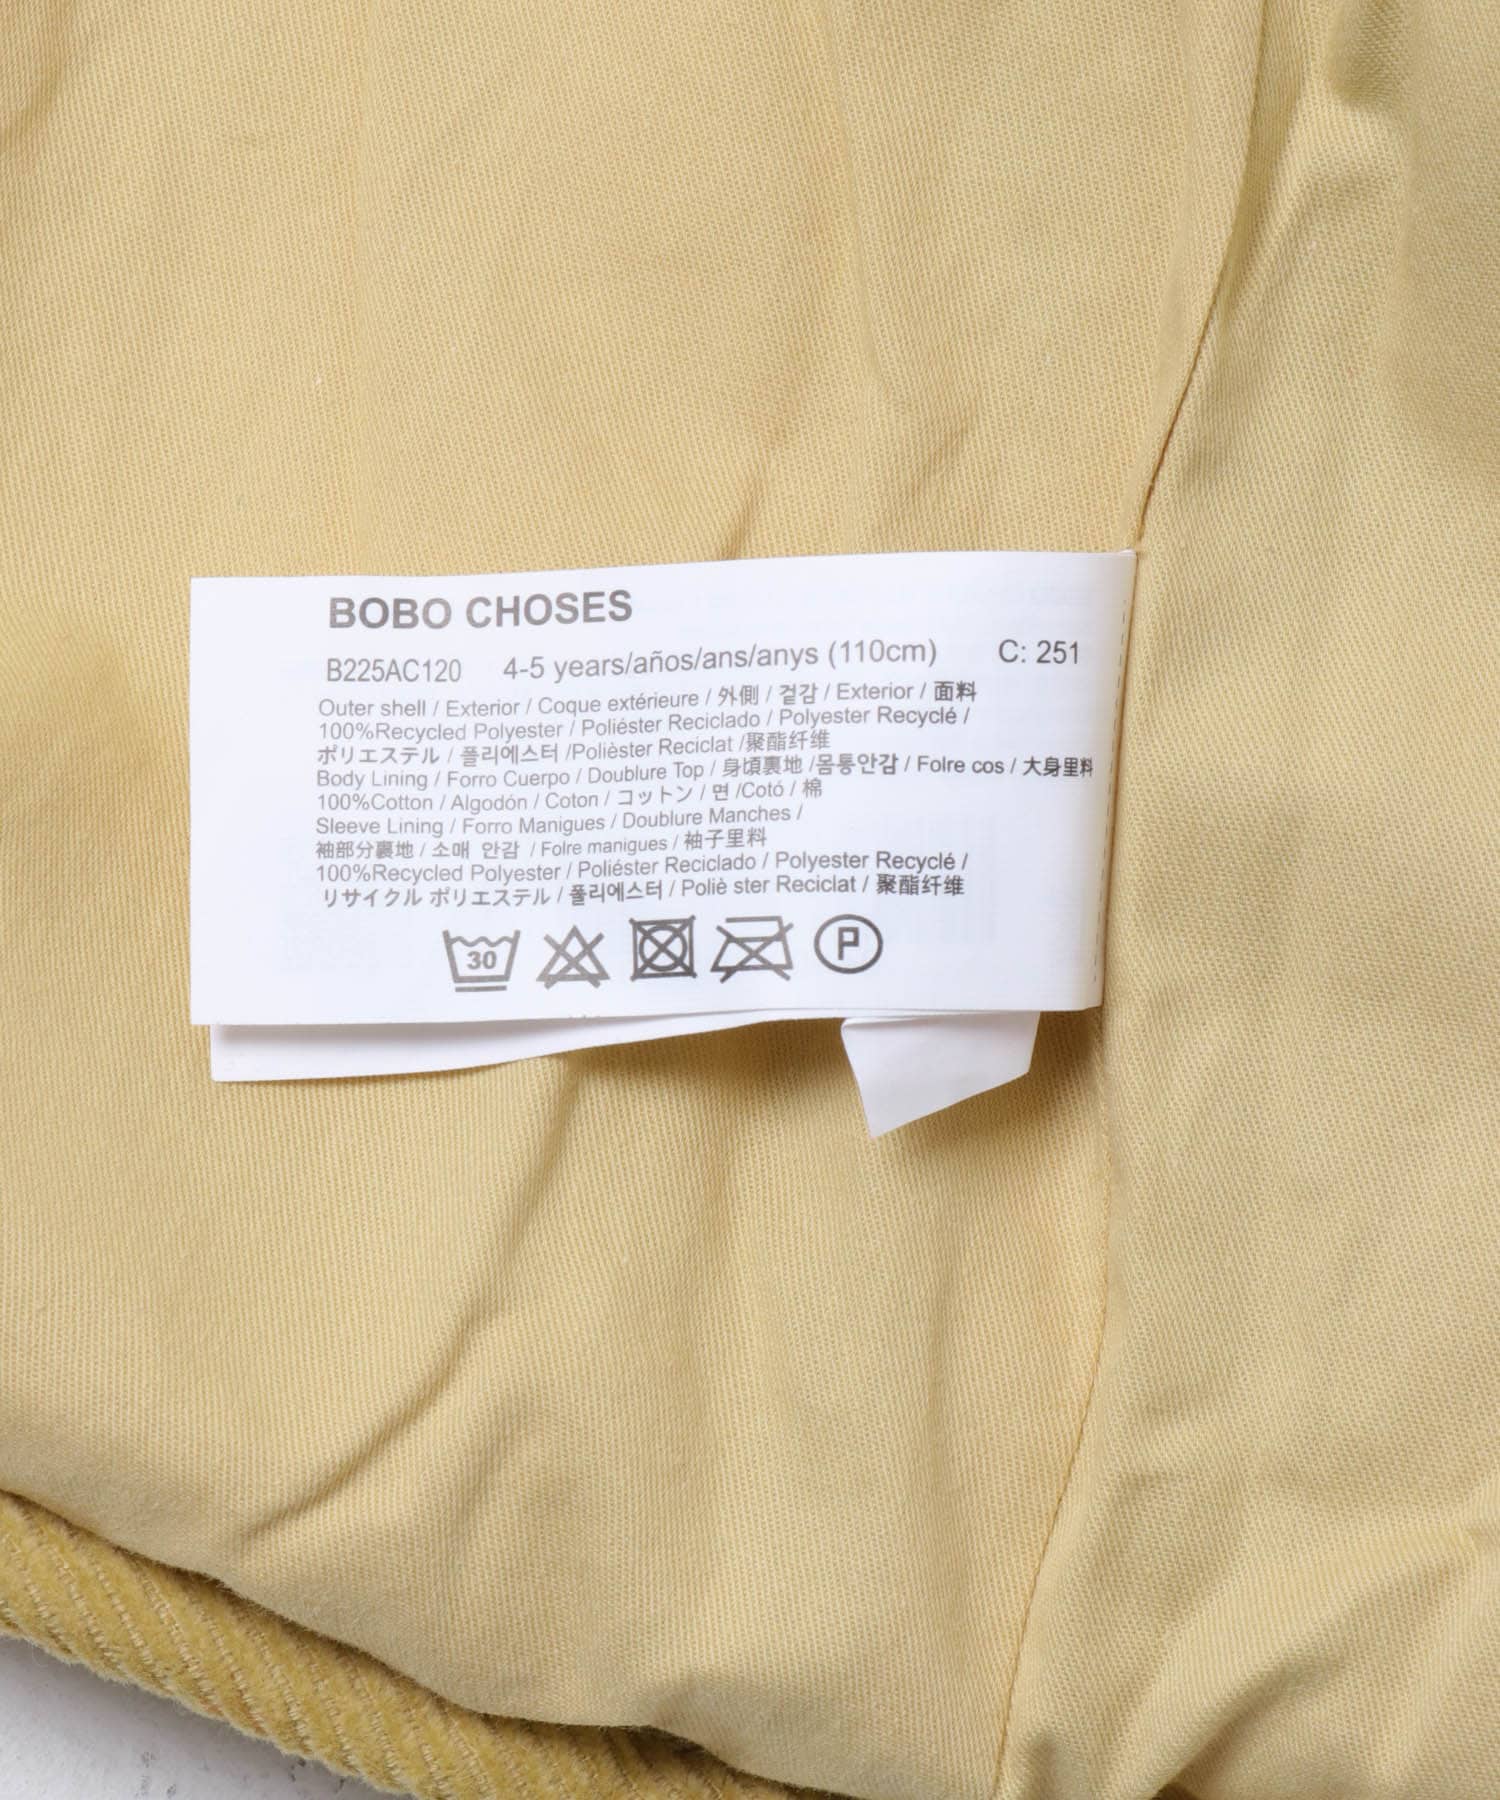 BOBO CHOSES
B225AC120 4-5 years/años/ans/anys (110cm) C: 251
Outer shell / Exterior / Coque extérieure / 外側 / 겉감 / Exterior / 面料
100%Recycled Polyester / Poliéster Reciclado / Polyester Recyclé /
ポリエステル / 폴리에스터 /Polièster Reciclat /聚酯纤维
Body Lining / Forro Cuerpo / Doublure Top / 身頃裏地 /몸통안감 / Folre cos / 大身里料
100%Cotton / Algodón / Coton / コットン / 면 /Cotó / 棉
Sleeve Lining / Forro Manigues / Doublure Manches /
袖部分裏地 / 소매 안감 / Folre manigues / 袖子里料
100%Recycled Polyester / Poliéster Reciclado / Polyester Recyclé /
リサイクル ポリエステル / 폴리에스터 / Poliè ster Reciclat / 聚酯纤维
30 P